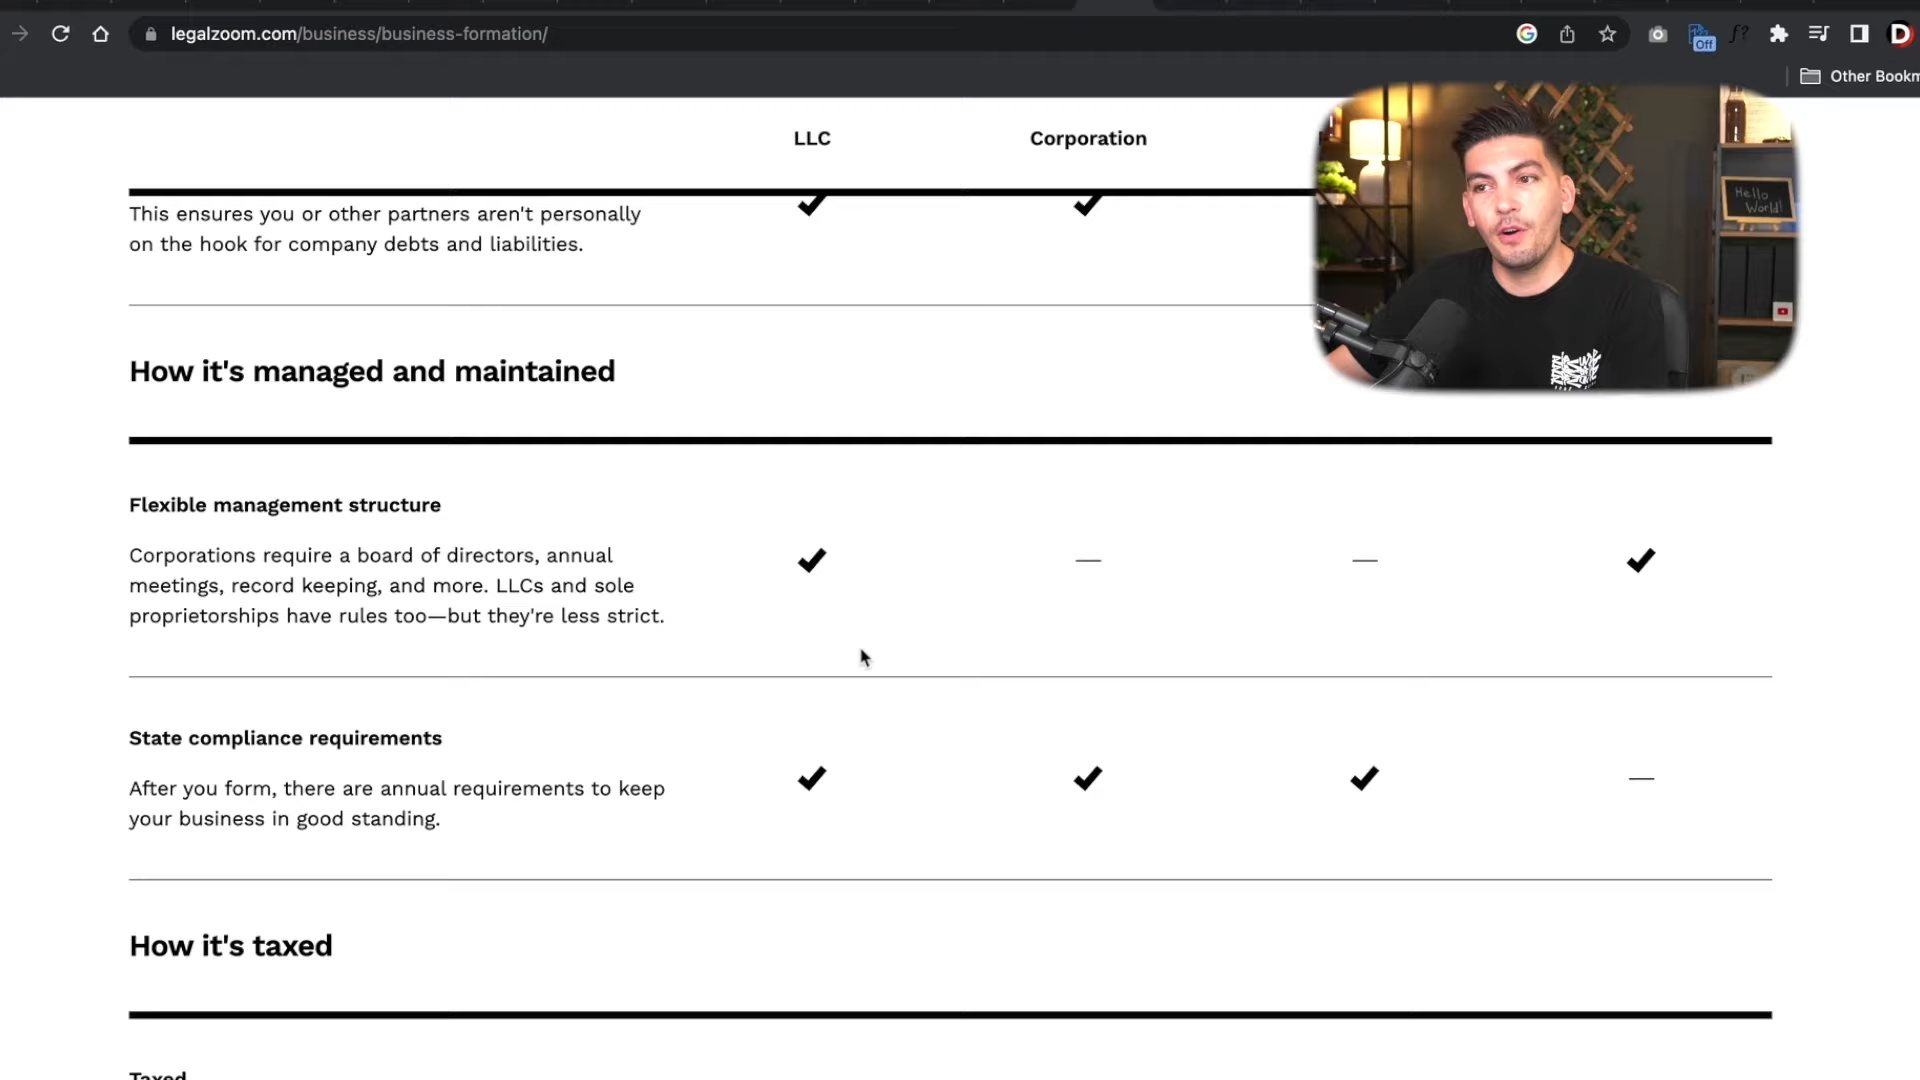 legalzoom.com/business/business-formation/
Off
f?
D
Other Bookm
LLC
Corporation
Hello
World!
This ensures you or other partners aren't personally
on the hook for company debts and liabilities.
How it's managed and maintained
Flexible management structure
Corporations require a board of directors, annual
meetings, record keeping, and more. LLCs and sole
proprietorships have rules too—but they're less strict.
State compliance requirements
After you form, there are annual requirements to keep
your business in good standing.
How it's taxed
Taxed